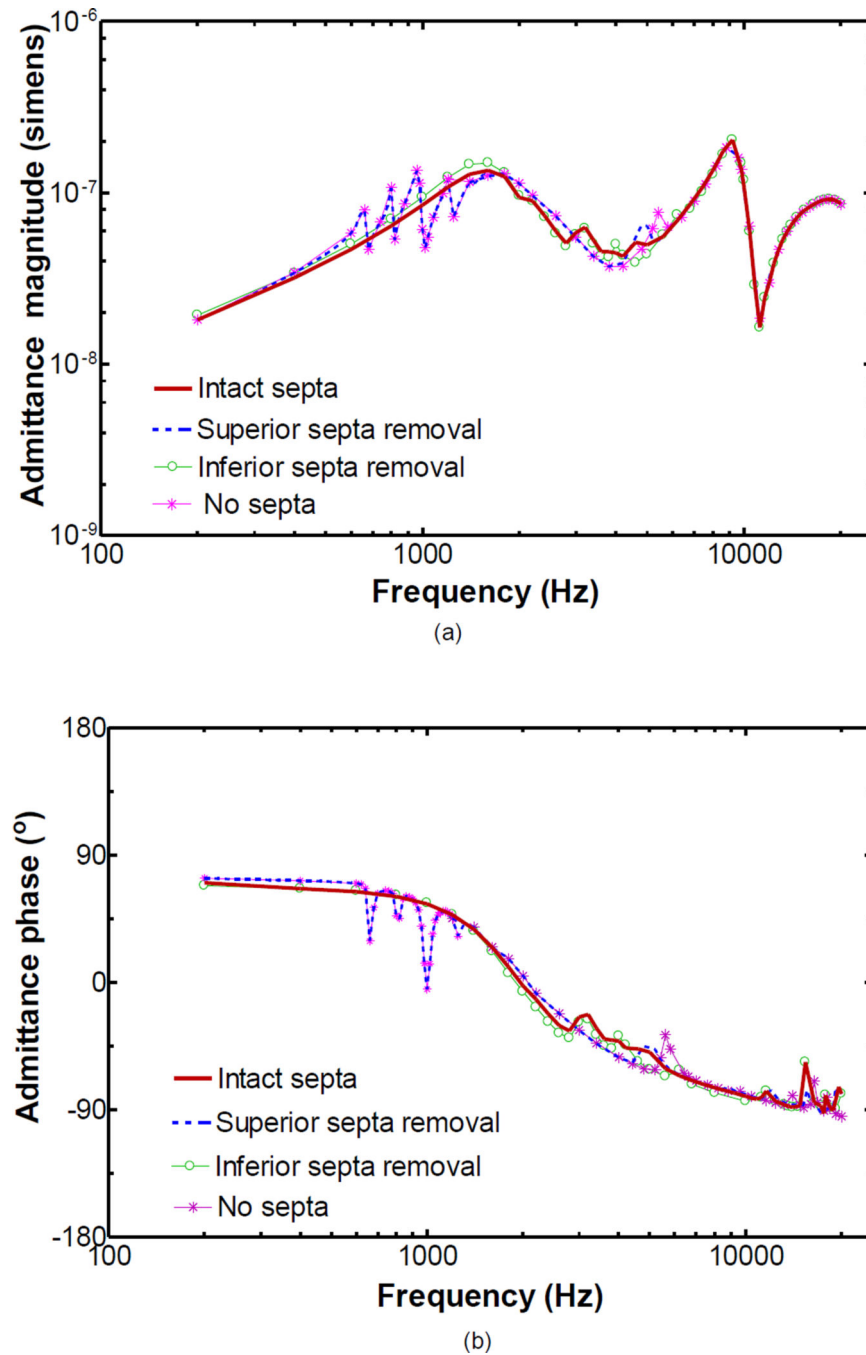 10⁻⁶
10⁻⁷
10⁻⁸
10⁻⁹
Admittance magnitude (simens)
Intact septa
Superior septa removal
Inferior septa removal
No septa
100 1000 10000
Frequency (Hz)
(a)
180
90
0
-90
-180
Admittance phase (º)
Intact septa
Superior septa removal
Inferior septa removal
No septa
100 1000 10000
Frequency (Hz)
(b)